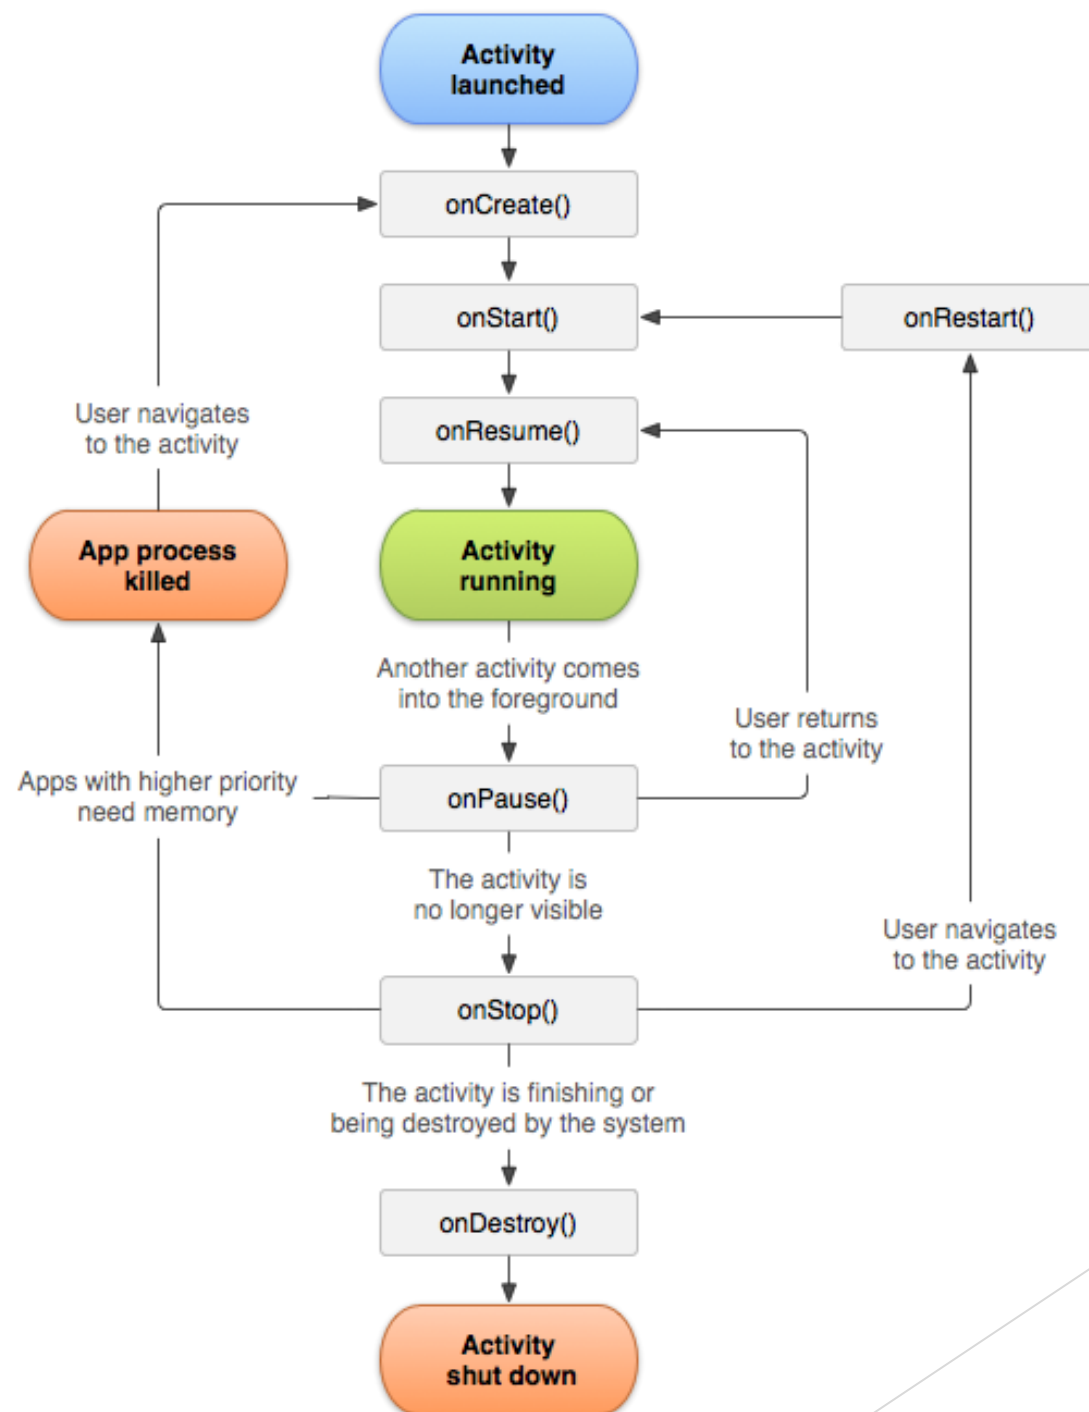 Activity
launched
onCreate()
onStart()
onRestart()
onResume()
User navigates
to the activity
App process
killed
Activity
running
Another activity comes
into the foreground
User returns
to the activity
Apps with higher priority
need memory
onPause()
The activity is
no longer visible
User navigates
to the activity
onStop()
The activity is finishing or
being destroyed by the system
onDestroy()
Activity
shut down